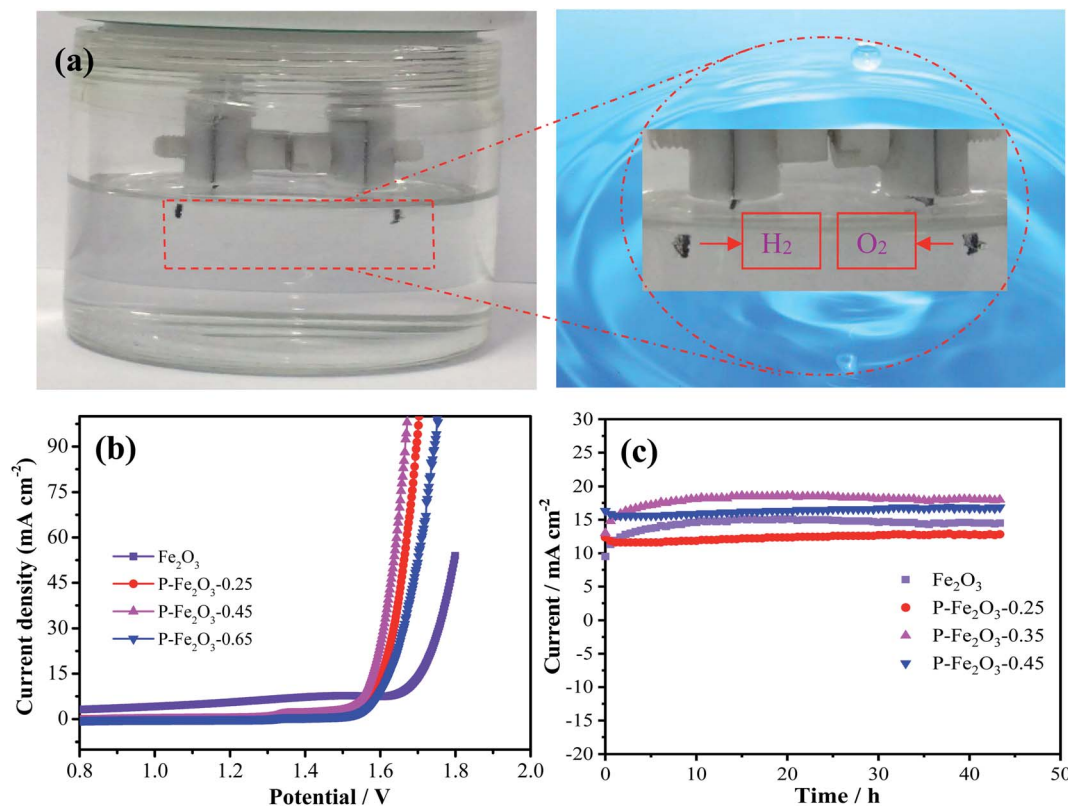 (a)
H₂
O₂
(b)
Current density (mA cm⁻²)
90
75
60
45
30
15
0
Fe₂O₃
P-Fe₂O₃-0.25
P-Fe₂O₃-0.45
P-Fe₂O₃-0.65
0.8 1.0 1.2 1.4 1.6 1.8 2.0
Potential / V
(c)
Current / mA cm⁻²
30
25
20
15
10
5
0
-5
-10
-15
-20
Fe₂O₃
P-Fe₂O₃-0.25
P-Fe₂O₃-0.35
P-Fe₂O₃-0.45
0 10 20 30 40 50
Time / h